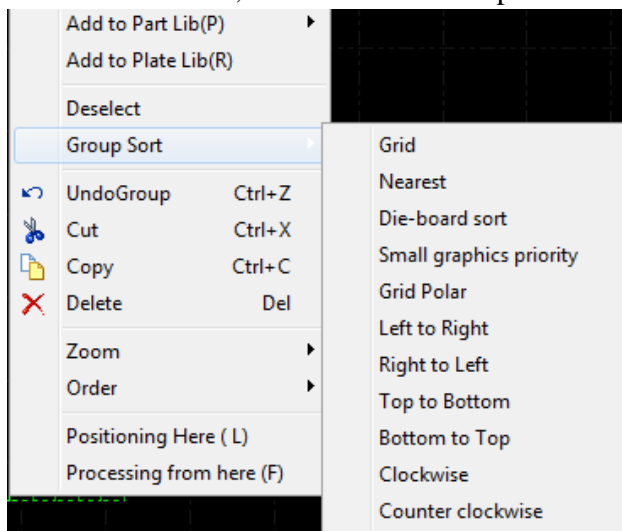 Add to Part Lib(P)
Add to Plate Lib(R)
Deselect
Group Sort
UndoGroup Ctrl+Z
Cut Ctrl+X
Copy Ctrl+C
Delete Del
Zoom
Order
Positioning Here ( L)
Processing from here (F)
Grid
Nearest
Die-board sort
Small graphics priority
Grid Polar
Left to Right
Right to Left
Top to Bottom
Bottom to Top
Clockwise
Counter clockwise